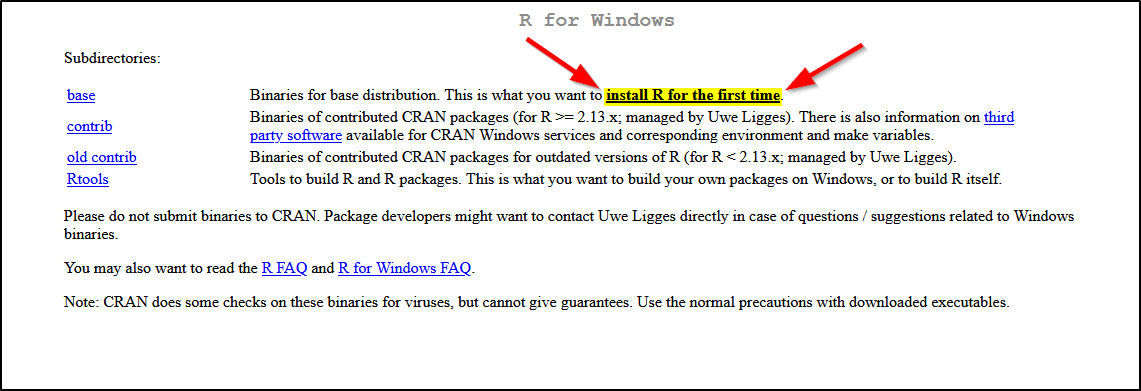 R for Windows
Subdirectories:
base Binaries for base distribution. This is what you want to install R for the first time.
contrib Binaries of contributed CRAN packages (for R >= 2.13.x; managed by Uwe Ligges). There is also information on third
party software available for CRAN Windows services and corresponding environment and make variables.
old contrib Binaries of contributed CRAN packages for outdated versions of R (for R < 2.13.x; managed by Uwe Ligges).
Rtools Tools to build R and R packages. This is what you want to build your own packages on Windows, or to build R itself.
Please do not submit binaries to CRAN. Package developers might want to contact Uwe Ligges directly in case of questions / suggestions related to Windows
binaries.
You may also want to read the R FAQ and R for Windows FAQ.
Note: CRAN does some checks on these binaries for viruses, but cannot give guarantees. Use the normal precautions with downloaded executables.